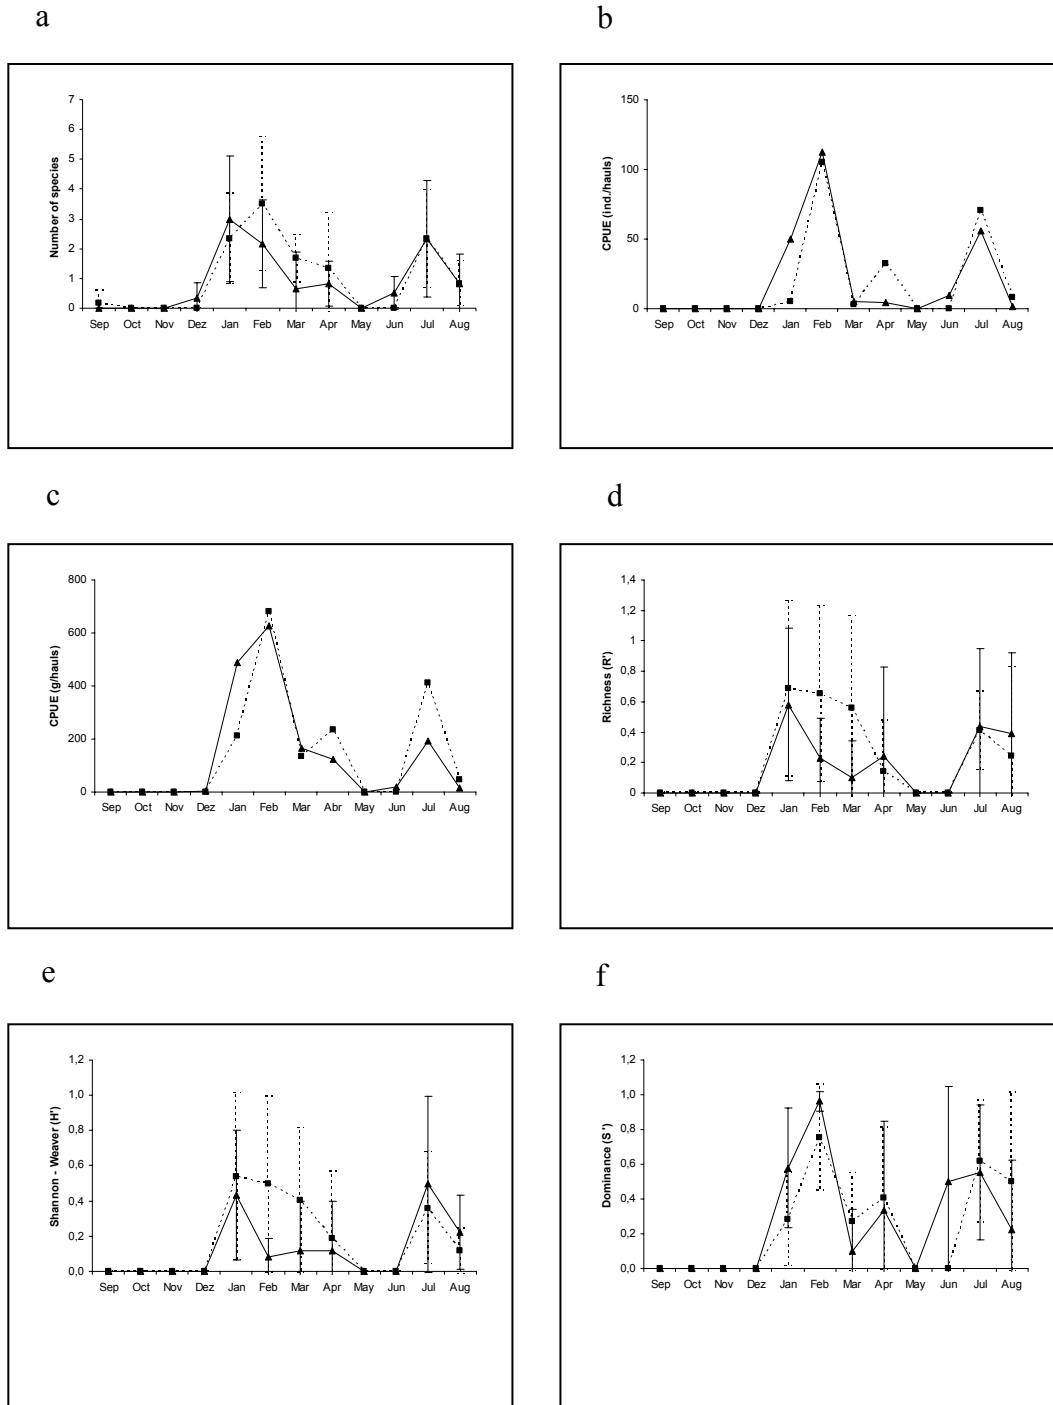 a
b
Number of species
7
6
5
4
3
2
1
0
Sep Oct Nov Dez Jan Feb Mar Apr May Jun Jul Aug
CPUE (ind./hauls)
150
100
50
0
Sep Oct Nov Dez Jan Feb Mar Apr May Jun Jul Aug
c
d
CPUE (g/hauls)
800
600
400
200
0
Sep Oct Nov Dez Jan Feb Mar Abr May Jun Jul Aug
Richness (R')
1,4
1,2
1
0,8
0,6
0,4
0,2
0
Sep Oct Nov Dez Jan Feb Mar Apr May Jun Jul Aug
e
f
Shannon - Weaver (H')
1,2
1,0
0,8
0,6
0,4
0,2
0,0
Sep Oct Nov Dez Jan Feb Mar Apr May Jun Jul Aug
Dominance (S')
1,2
1,0
0,8
0,6
0,4
0,2
0,0
Sep Oct Nov Dez Jan Feb Mar Apr May Jun Jul Aug